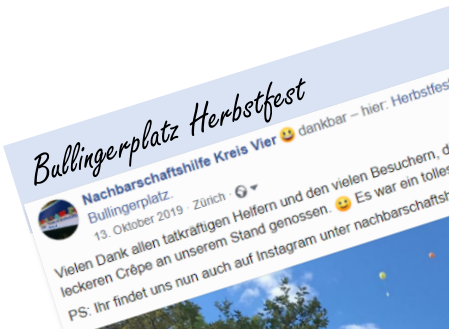 Bullingerplatz Herbstfest
Nachbarschaftshilfe Kreis Vier 😀 dankbar – hier: Herbstfest
Bullingerplatz.
13. Oktober 2019 · Zürich ·
Vielen Dank allen tatkräftigen Helfern und den vielen Besuchern, d
leckeren Crêpe an unserem Stand genossen. 😀 Es war ein tolles
PS: Ihr findet uns nun auch auf Instagram unter nachbarschaftsh